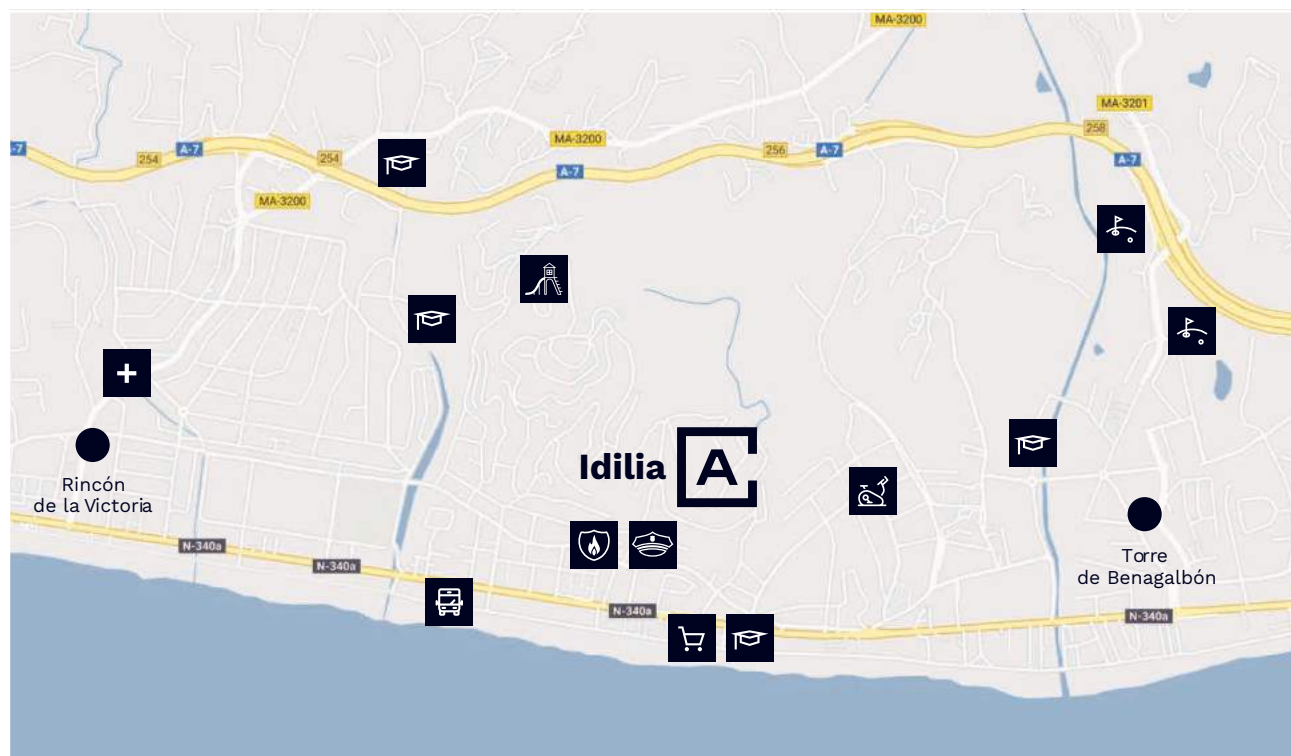 MA-3200
MA-3201
258
MA-3200
256
A-7
A-7
254
A-7
254
A-7
A-7
-7
MA-3200
Idilia A
Rincón
de la Victoria
Torre
de Benagalbón
N-340a
N-340a
N-340a
N-340a